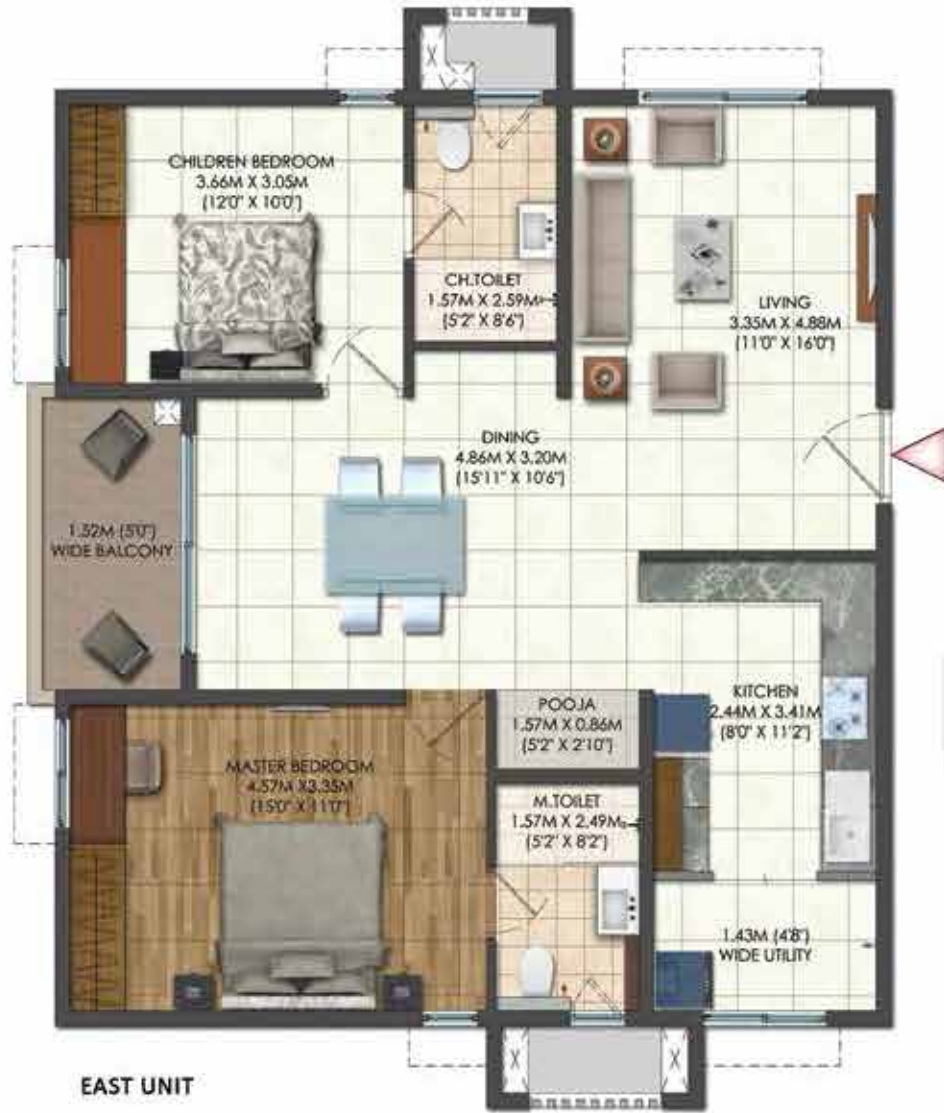 CHILDREN BEDROOM
3.66M X 3.05M
(12'0" X 10'0")
CH.TOILET
1.57M X 2.59M
(5'2" X 8'6")
LIVING
3.35M X 4.88M
(11'0" X 16'0")
DINING
4.86M X 3.20M
(15'11" X 10'6")
1.52M (5'0")
WIDE BALCONY
POOJA
1.57M X 0.86M
(5'2" X 2'10")
KITCHEN
2.44M X 3.41M
(8'0" X 11'2")
MASTER BEDROOM
4.57M X3.35M
(15'0" X 11'0")
M.TOILET
1.57M X 2.49M
(5'2" X 8'2")
1.43M (4'8")
WIDE UTILITY
EAST UNIT